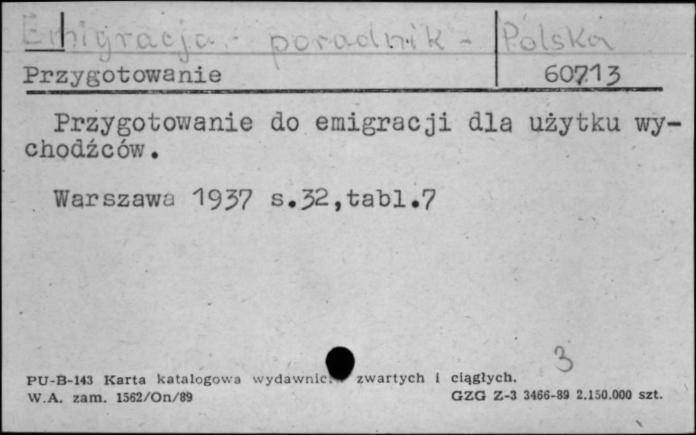 Emigracja - poradnik - Polska
Przygotowanie 60713
Przygotowanie do emigracji dla użytku wy-
chodźców.
Warszawa 1937 s.32,tabl.7
3
PU-B-143 Karta katalogowa wydawnic zwartych i ciągłych.
W.A. zam. 1562/On/89 GZG Z-3 3466-89 2.150.000 szt.